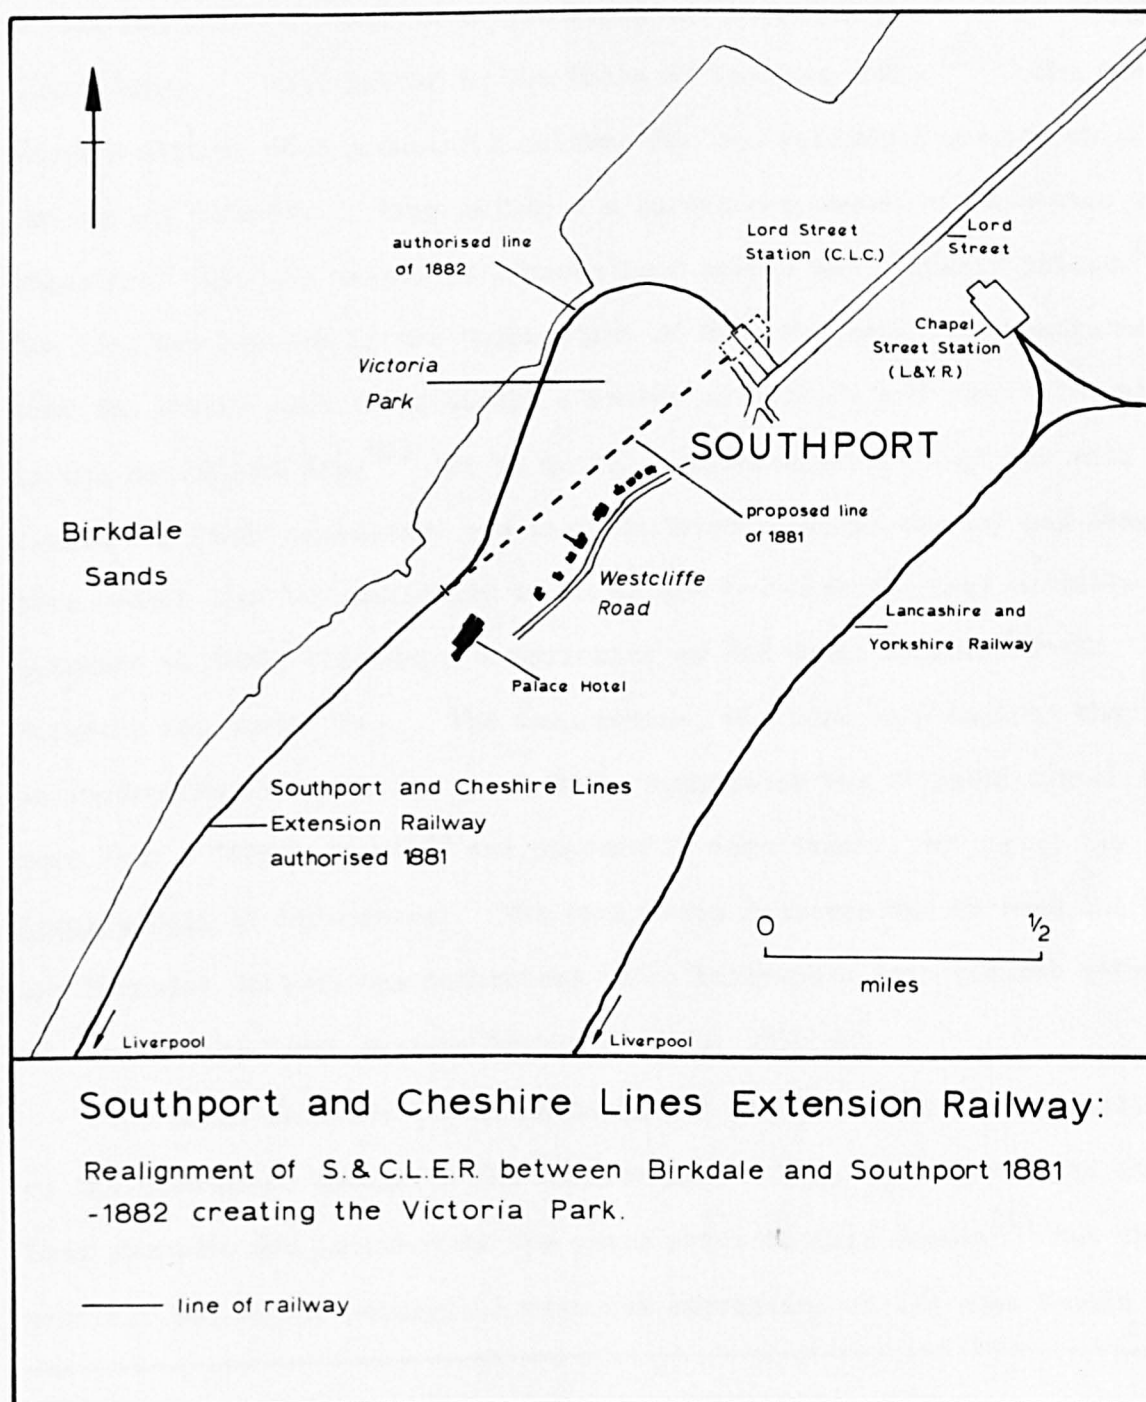 authorised line
of 1882
Lord Street
Station (C.L.C.)
Lord
Street
Chapel
Street Station
(L.&Y.R.)
Victoria
Park
SOUTHPORT
proposed line
of 1881
Birkdale
Sands
Westcliffe
Road
Lancashire and
Yorkshire Railway
Palace Hotel
Southport and Cheshire Lines
Extension Railway
authorised 1881
0 ½
miles
Liverpool
Liverpool
Southport and Cheshire Lines Extension Railway:
Realignment of S.&C.L.E.R. between Birkdale and Southport 1881
-1882 creating the Victoria Park.
line of railway